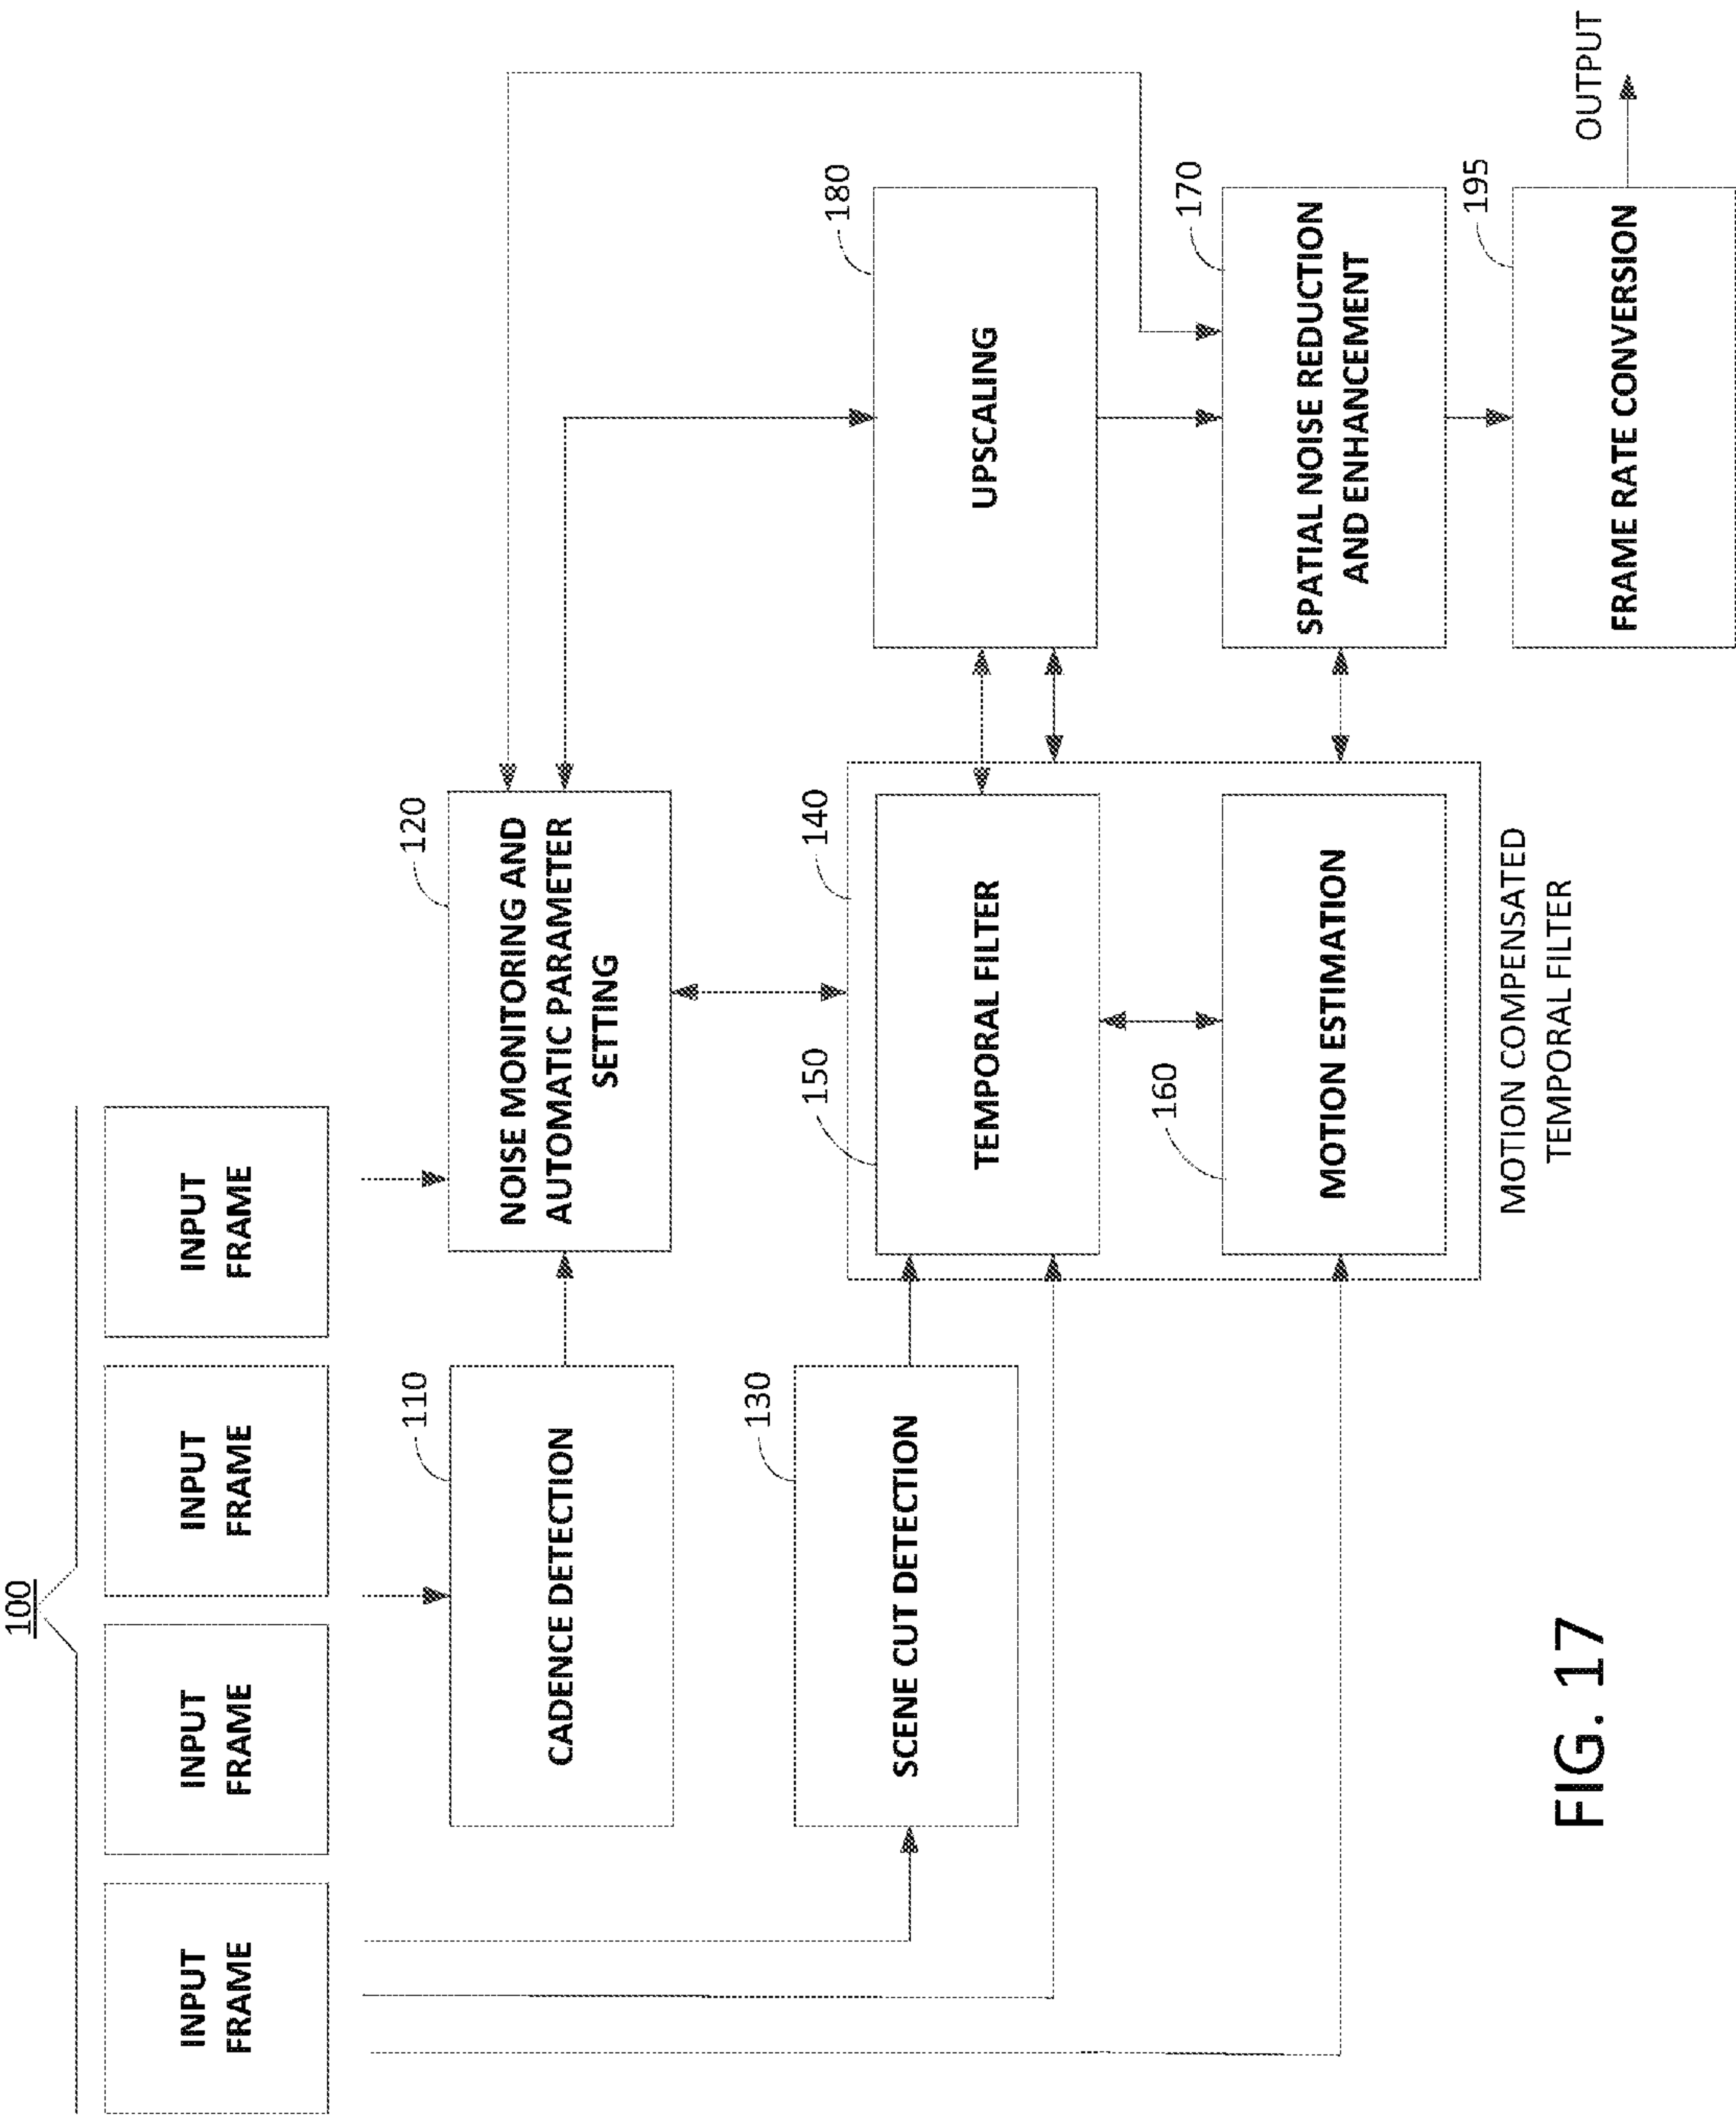 100
INPUT
FRAME
INPUT
FRAME
INPUT
FRAME
INPUT
FRAME
110
CADENCE DETECTION
120
NOISE MONITORING AND
AUTOMATIC PARAMETER
SETTING
130
SCENE CUT DETECTION
140
150
TEMPORAL FILTER
160
MOTION ESTIMATION
MOTION COMPENSATED
TEMPORAL FILTER
180
UPSCALING
170
SPATIAL NOISE REDUCTION
AND ENHANCEMENT
195
FRAME RATE CONVERSION
OUTPUT
FIG. 17